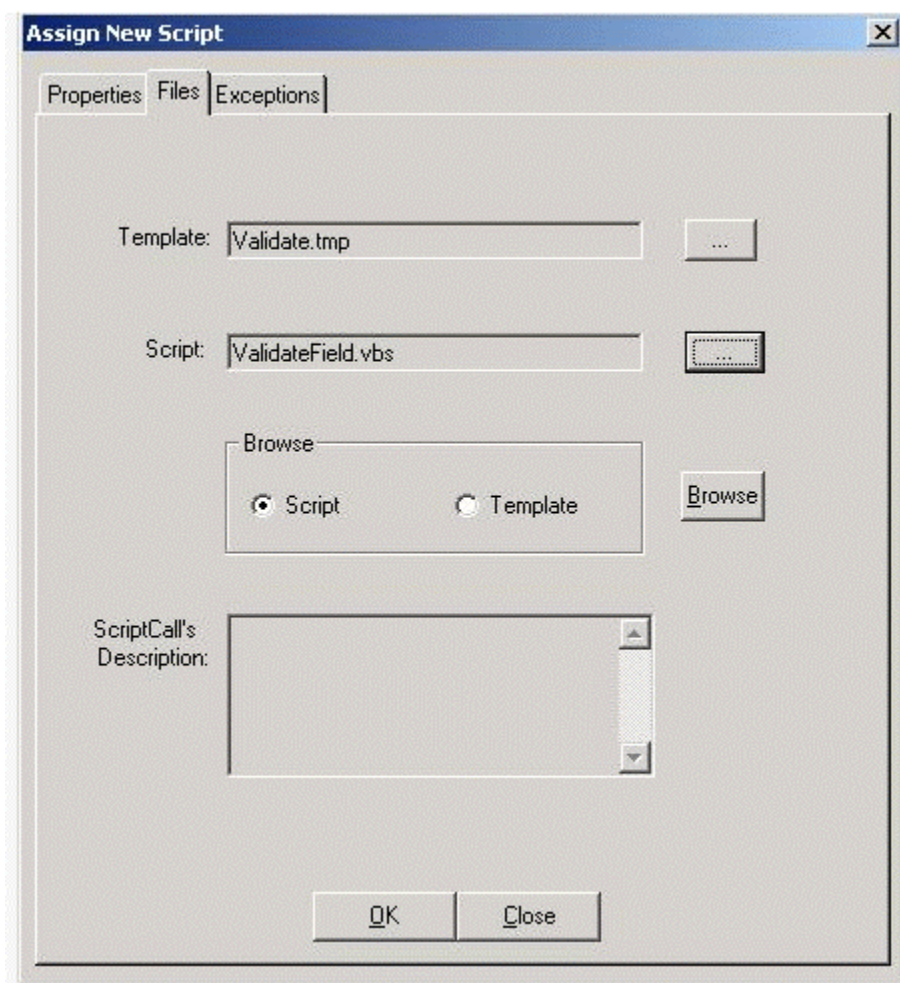 Assign New Script
Properties Files Exceptions
Template: Validate.tmp ...
Script: ValidateField.vbs ...
Browse
Script Template Browse
ScriptCall's
Description:
OK Close